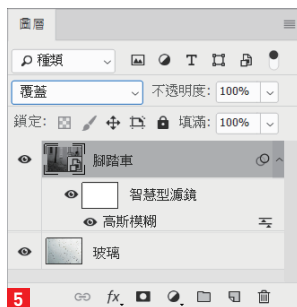 圖層
種類
T
覆蓋 不透明度: 100%
鎖定: 填滿: 100%
腳踏車
智慧型濾鏡
高斯模糊
玻璃
5 fx